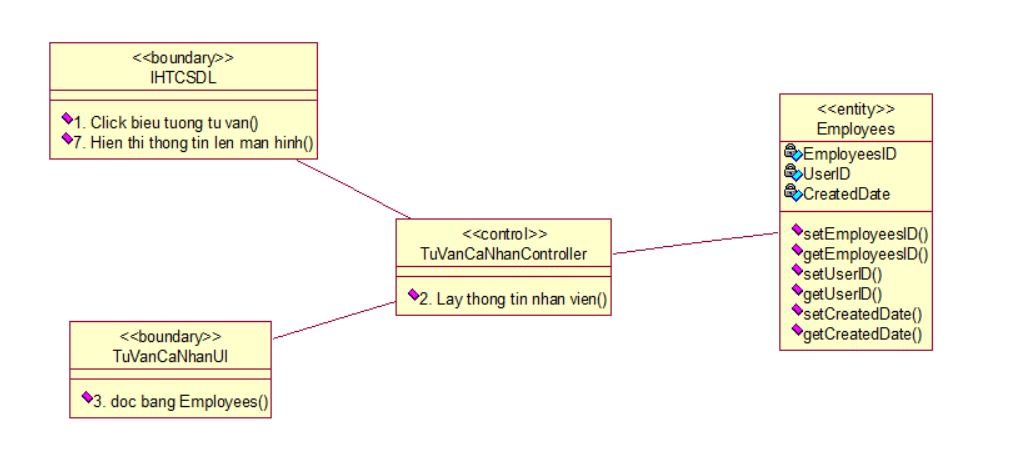 <<boundary>>
IHTCSDL
1. Click bieu tuong tu van()
7. Hien thi thong tin len man hinh()
<<entity>>
Employees
EmployeesID
UserID
CreatedDate
setEmployeesID()
getEmployeesID()
setUserID()
getUserID()
setCreatedDate()
getCreatedDate()
<<control>>
TuVanCaNhanController
2. Lay thong tin nhan vien()
<<boundary>>
TuVanCaNhanUI
3. doc bang Employees()